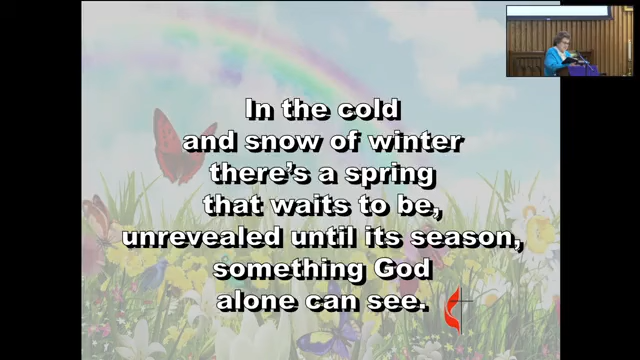 In the cold
and snow of winter
there's a spring
that waits to be,
unrevealed until its season,
something God
alone can see.